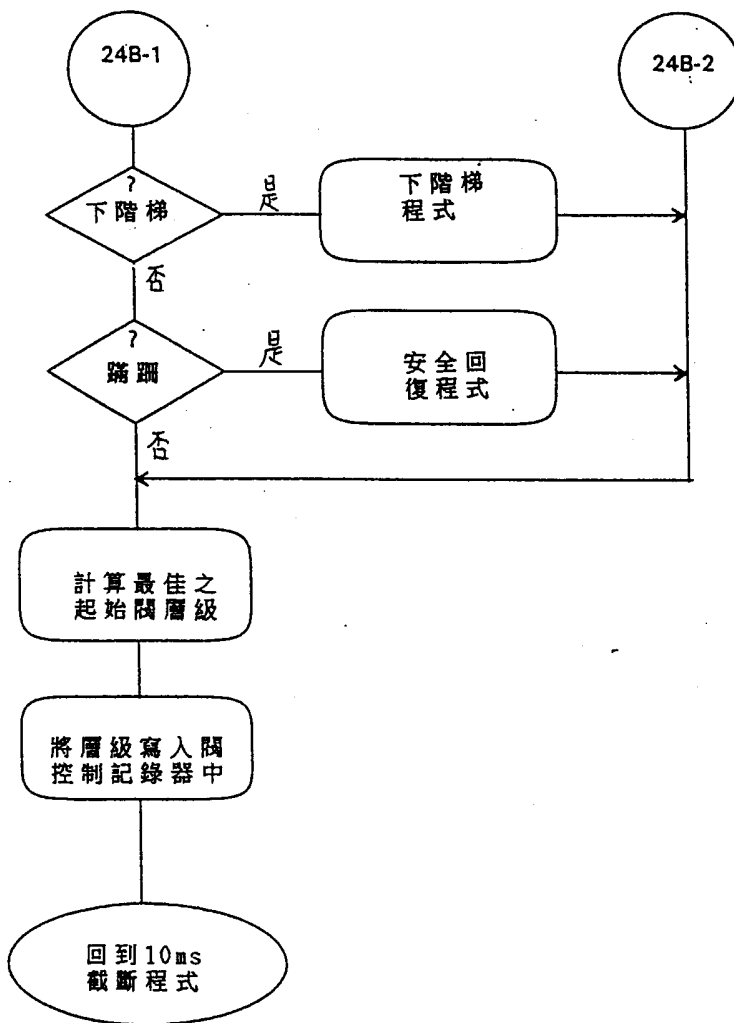 24B-1
24B-2
?
下階梯
是
下階梯
程式
否
?
蹣跚
是
安全回
復程式
否
計算最佳之
起始閥層級
將層級寫入閥
控制記錄器中
回到10ms
截斷程式